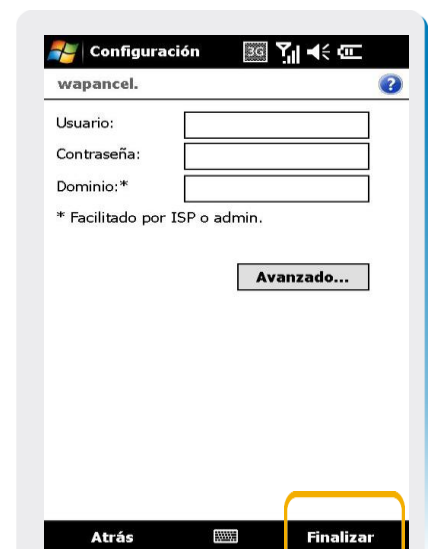 Configuración 3G
wapancel.
Usuario:
Contraseña:
Dominio:*
* Facilitado por ISP o admin.
Avanzado...
Atrás Finalizar